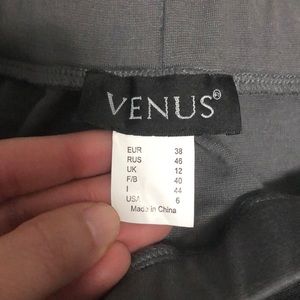 VENUS®
EUR 38
RUS 46
UK 12
F/B 40
I 44
USA 6
Made in China